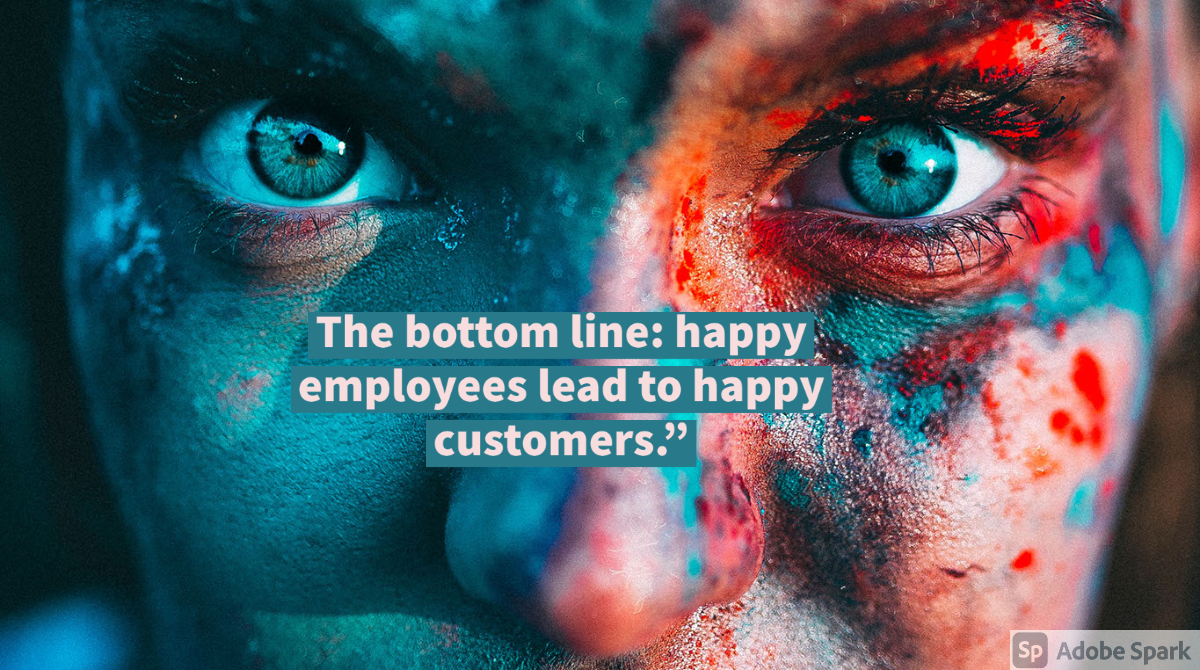 The bottom line: happy
employees lead to happy
customers.”
Sp Adobe Spark